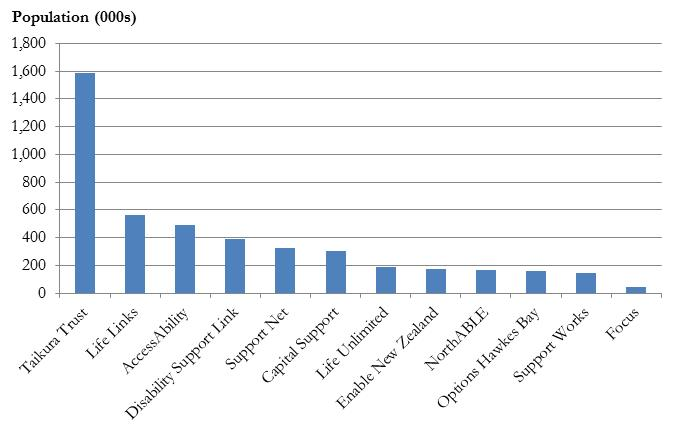 Population (000s)
1,800
1,600
1,400
1,200
1,000
800
600
400
200
0
Taikura Trust
Life Links
AccessAbility
Disability Support Link
Support Net
Capital Support
Life Unlimited
Enable New Zealand
NorthABLE
Options Hawkes Bay
Support Works
Focus